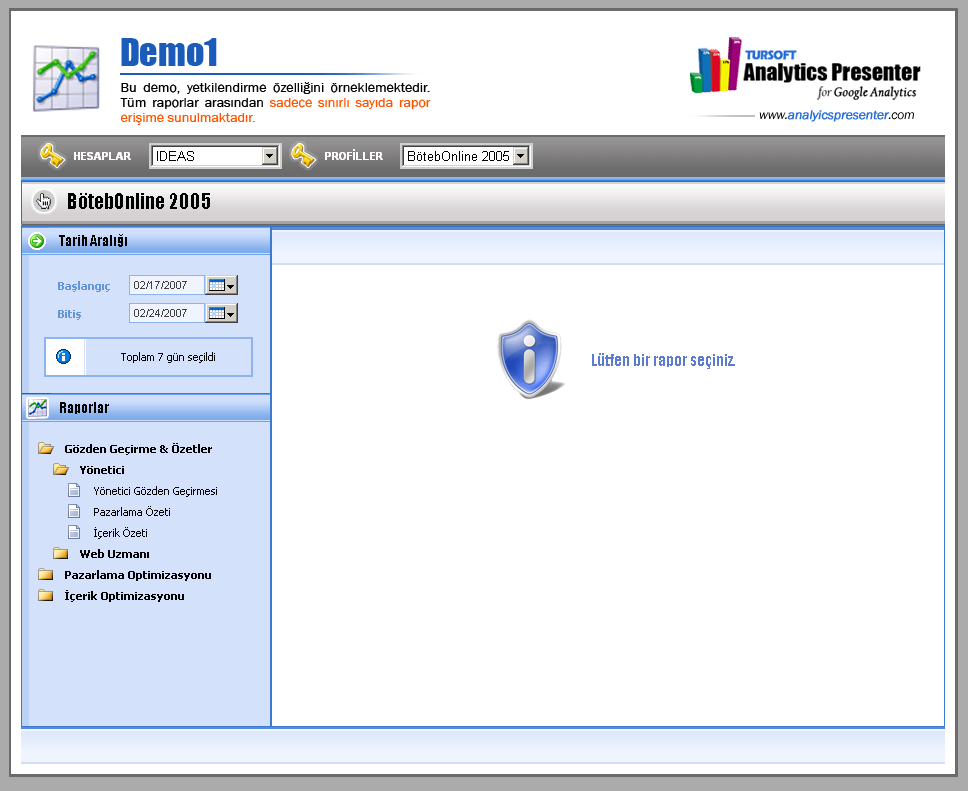 Demo1
Bu demo, yetkilendirme özelliğini örneklemektedir.
Tüm raporlar arasından sadece sınırlı sayıda rapor
erişime sunulmaktadır.
TURSOFT
Analytics Presenter
for Google Analytics
www.analyicspresenter.com
HESAPLAR IDEAS PROFİLLER BötebOnline 2005
BötebOnline 2005
Tarih Aralığı
Başlangıç 02/17/2007
Bitiş 02/24/2007
Toplam 7 gün seçildi
Lütfen bir rapor seçiniz.
Raporlar
Gözden Geçirme & Özetler
Yönetici
Yönetici Gözden Geçirmesi
Pazarlama Özeti
İçerik Özeti
Web Uzmanı
Pazarlama Optimizasyonu
İçerik Optimizasyonu